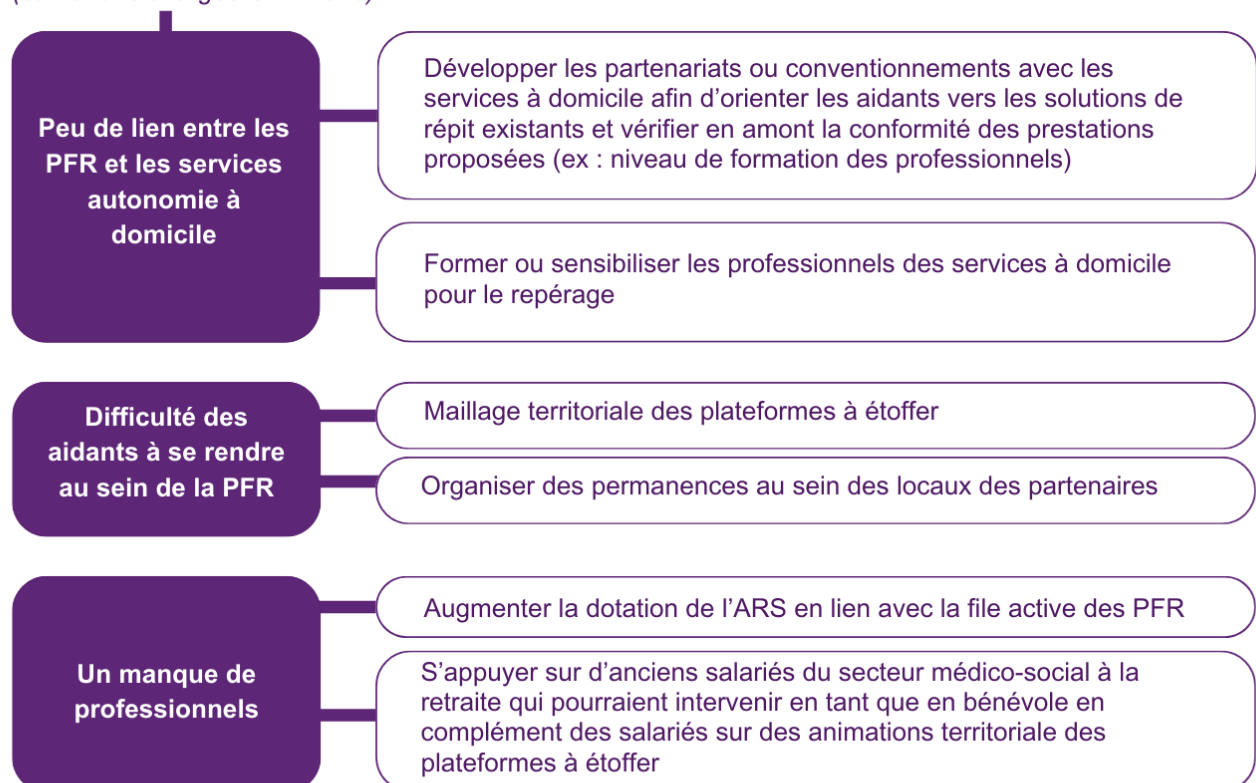 Peu de lien entre les
PFR et les services
autonomie à
domicile
Développer les partenariats ou conventionnements avec les
services à domicile afin d’orienter les aidants vers les solutions de
répit existants et vérifier en amont la conformité des prestations
proposées (ex : niveau de formation des professionnels)
Former ou sensibiliser les professionnels des services à domicile
pour le repérage
Difficulté des
aidants à se rendre
au sein de la PFR
Maillage territoriale des plateformes à étoffer
Organiser des permanences au sein des locaux des partenaires
Un manque de
professionnels
Augmenter la dotation de l’ARS en lien avec la file active des PFR
S’appuyer sur d’anciens salariés du secteur médico-social à la
retraite qui pourraient intervenir en tant que en bénévole en
complément des salariés sur des animations territoriale des
plateformes à étoffer